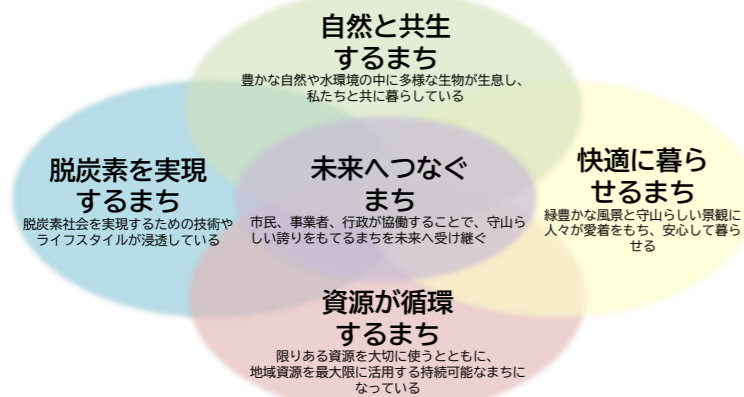 自然と共生
するまち
豊かな自然や水環境の中に多様な生物が生息し、
私たちと共に暮らしている
脱炭素を実現
するまち
脱炭素社会を実現するための技術や
ライフスタイルが浸透している
未来へつなぐ
まち
市民、事業者、行政が協働することで、守山ら
しい誇りをもてるまちを未来へ受け継ぐ
快適に暮ら
せるまち
緑豊かな風景と守山らしい景観に
人々が愛着をもち、安心して暮ら
せる
資源が循環
するまち
限りある資源を大切に使うとともに、
地域資源を最大限に活用する持続可能なまちに
なっている